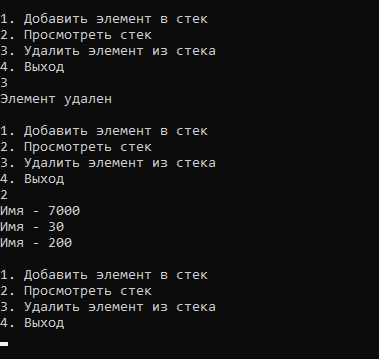 1. Добавить элемент в стек
2. Просмотреть стек
3. Удалить элемент из стека
4. Выход
3
Элемент удален
1. Добавить элемент в стек
2. Просмотреть стек
3. Удалить элемент из стека
4. Выход
2
Имя - 7000
Имя - 30
Имя - 200
1. Добавить элемент в стек
2. Просмотреть стек
3. Удалить элемент из стека
4. Выход